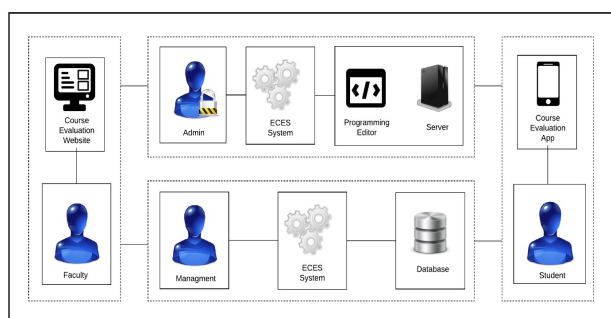 Course
Evaluation
Website
Admin
ECES
System
Programming
Editor
Server
Course
Evaluation
App
Faculty
Managment
ECES
System
Database
Student